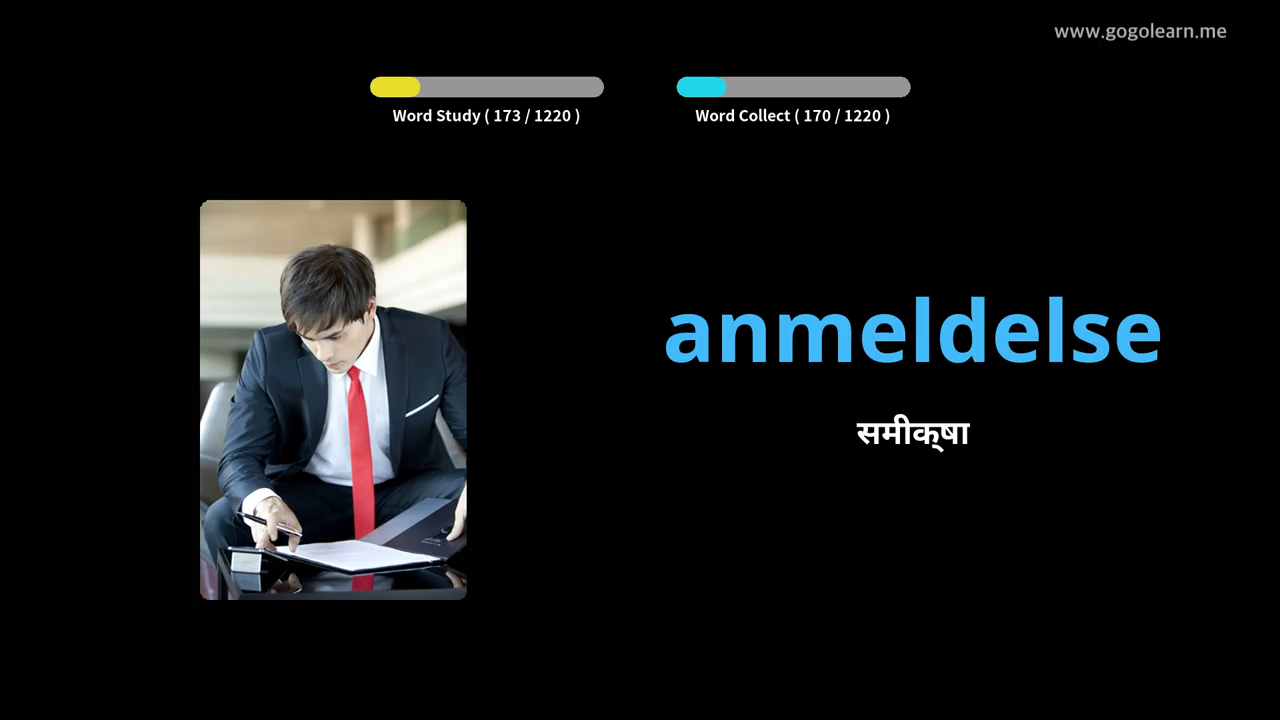 www.gogolearn.me
Word Study ( 173 / 1220 )
Word Collect ( 170 / 1220 )
anmeldelse
समीक्षा